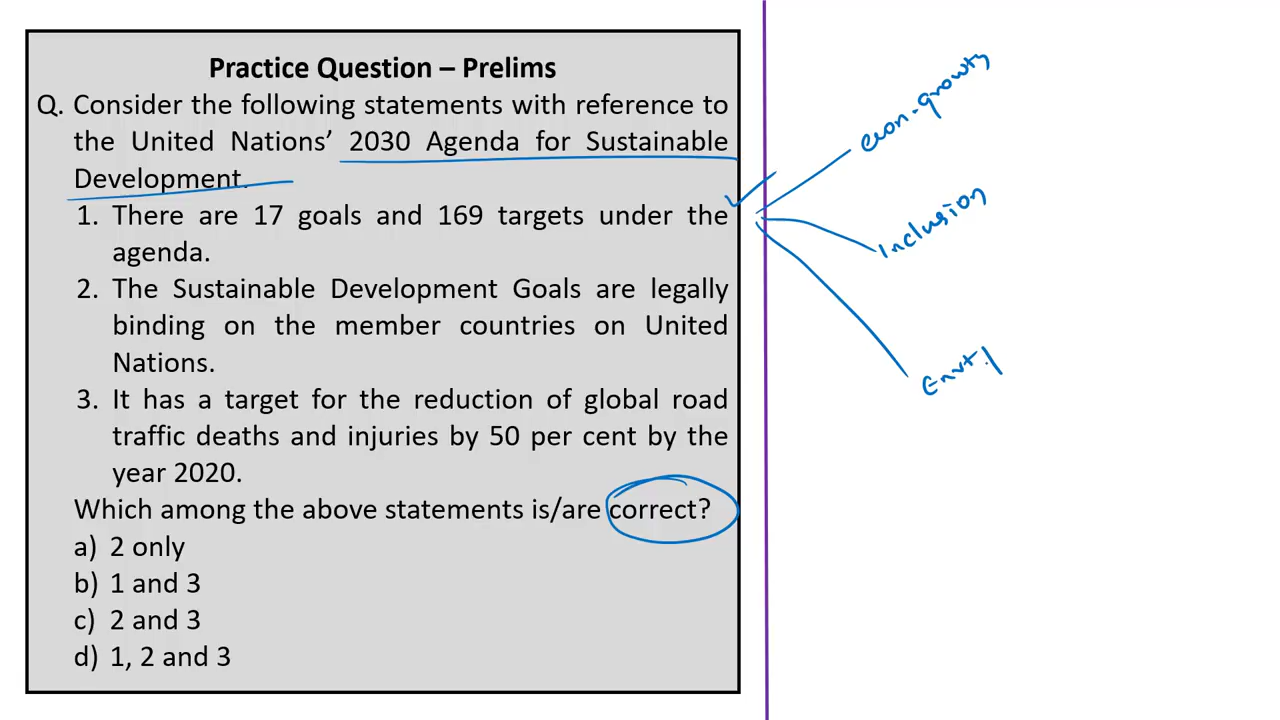 Practice Question – Prelims
Q. Consider the following statements with reference to
the United Nations’ 2030 Agenda for Sustainable
Development.
1. There are 17 goals and 169 targets under the
agenda.
2. The Sustainable Development Goals are legally
binding on the member countries on United
Nations.
3. It has a target for the reduction of global road
traffic deaths and injuries by 50 per cent by the
year 2020.
Which among the above statements is/are correct?
a) 2 only
b) 1 and 3
c) 2 and 3
d) 1, 2 and 3
econ-growth
Inclusion
Envt